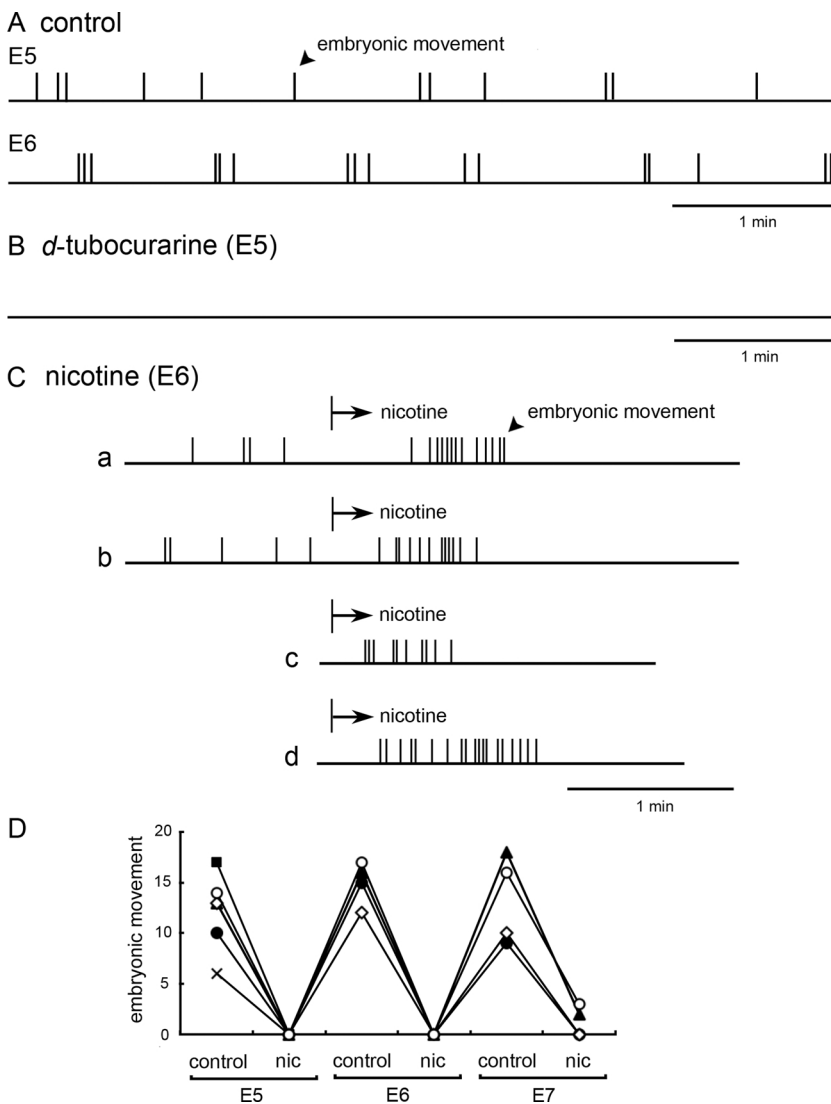 A control
embryonic movement
E5
E6
1 min
B d-tubocurarine (E5)
1 min
C nicotine (E6)
nicotine
embryonic movement
a
nicotine
b
nicotine
c
nicotine
d
1 min
D
embryonic movement
20
15
10
5
0
control nic control nic control nic
E5 E6 E7